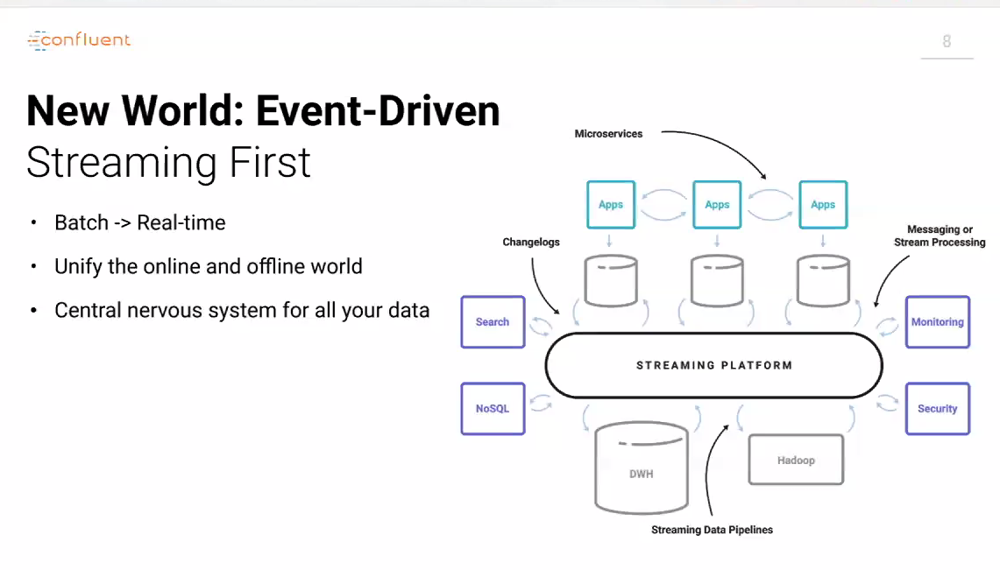 confluent
8
New World: Event-Driven
Streaming First
• Batch -> Real-time
• Unify the online and offline world
• Central nervous system for all your data
Microservices
Apps
Apps
Apps
Changelogs
Messaging or
Stream Processing
Search
Monitoring
STREAMING PLATFORM
NoSQL
Security
DWH
Hadoop
Streaming Data Pipelines